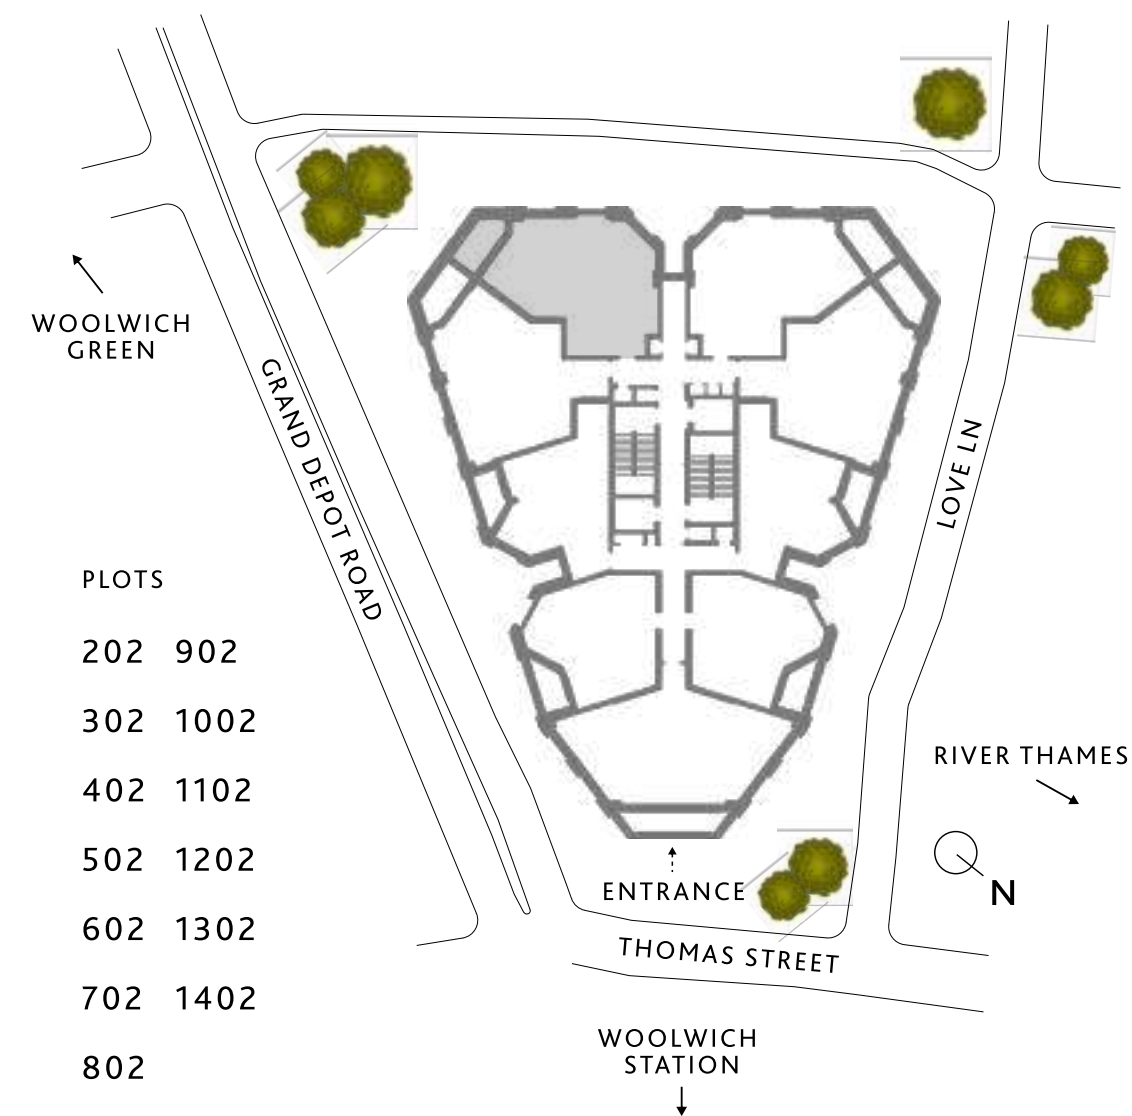 WOOLWICH
GREEN
GRAND DEPOT ROAD
LOVE LN
PLOTS
202 902
302 1002
402 1102
502 1202
602 1302
702 1402
802
RIVER THAMES
N
ENTRANCE
THOMAS STREET
WOOLWICH
STATION